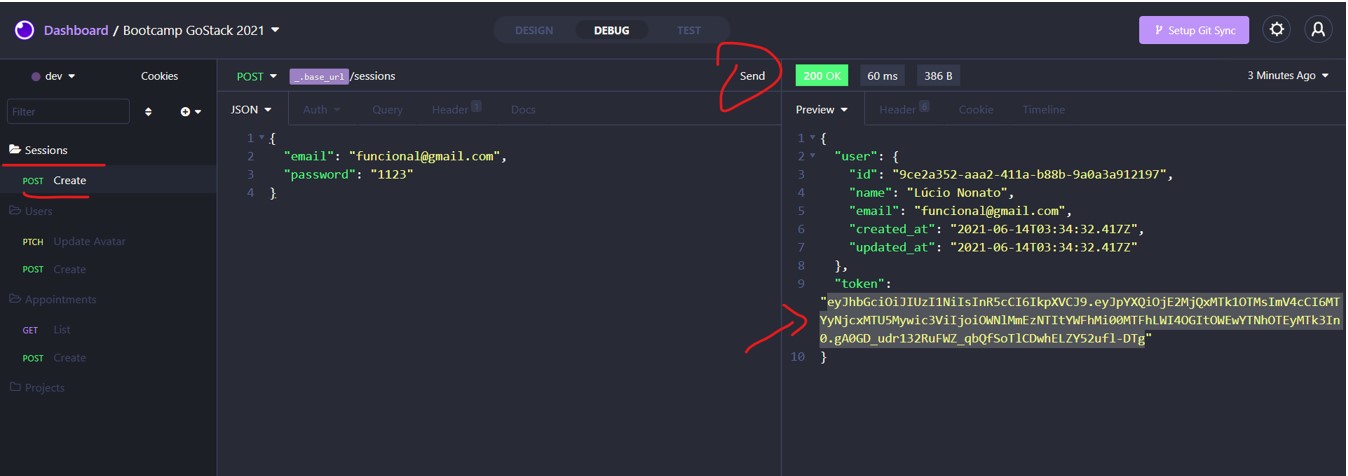 Dashboard / Bootcamp GoStack 2021
DESIGN DEBUG TEST
Setup Git Sync
dev Cookies
POST _.base_url/sessions Send
200 OK 60 ms 386 B 3 Minutes Ago
Filter
JSON Auth Query Header 1 Docs
Preview Header 6 Cookie Timeline
Sessions
POST Create
Users
PTCH Update Avatar
POST Create
Appointments
GET List
POST Create
Projects
1 {
2 "email": "funcional@gmail.com",
3 "password": "1123"
4 }
1 {
2 "user": {
3 "id": "9ce2a352-aaa2-411a-b88b-9a0a3a912197",
4 "name": "Lúcio Nonato",
5 "email": "funcional@gmail.com",
6 "created_at": "2021-06-14T03:34:32.417Z",
7 "updated_at": "2021-06-14T03:34:32.417Z"
8 },
9 "token":
"eyJhbGciOiJIUzI1NiIsInR5cCI6IkpXVCJ9.eyJpYXQiOjE2MjQxMTk1OTMsImV4cCI6MT
YyNjcxMTU5Mywic3ViIjoiOWNlMmEzNTItYWFhMi00MTFhLWI4OGItOWEwYTNhOTEyMTk3In
0.gA0GD_udr132RuFWZ_qbQfSoTlCDwhELZY52ufl-DTg"
10 }